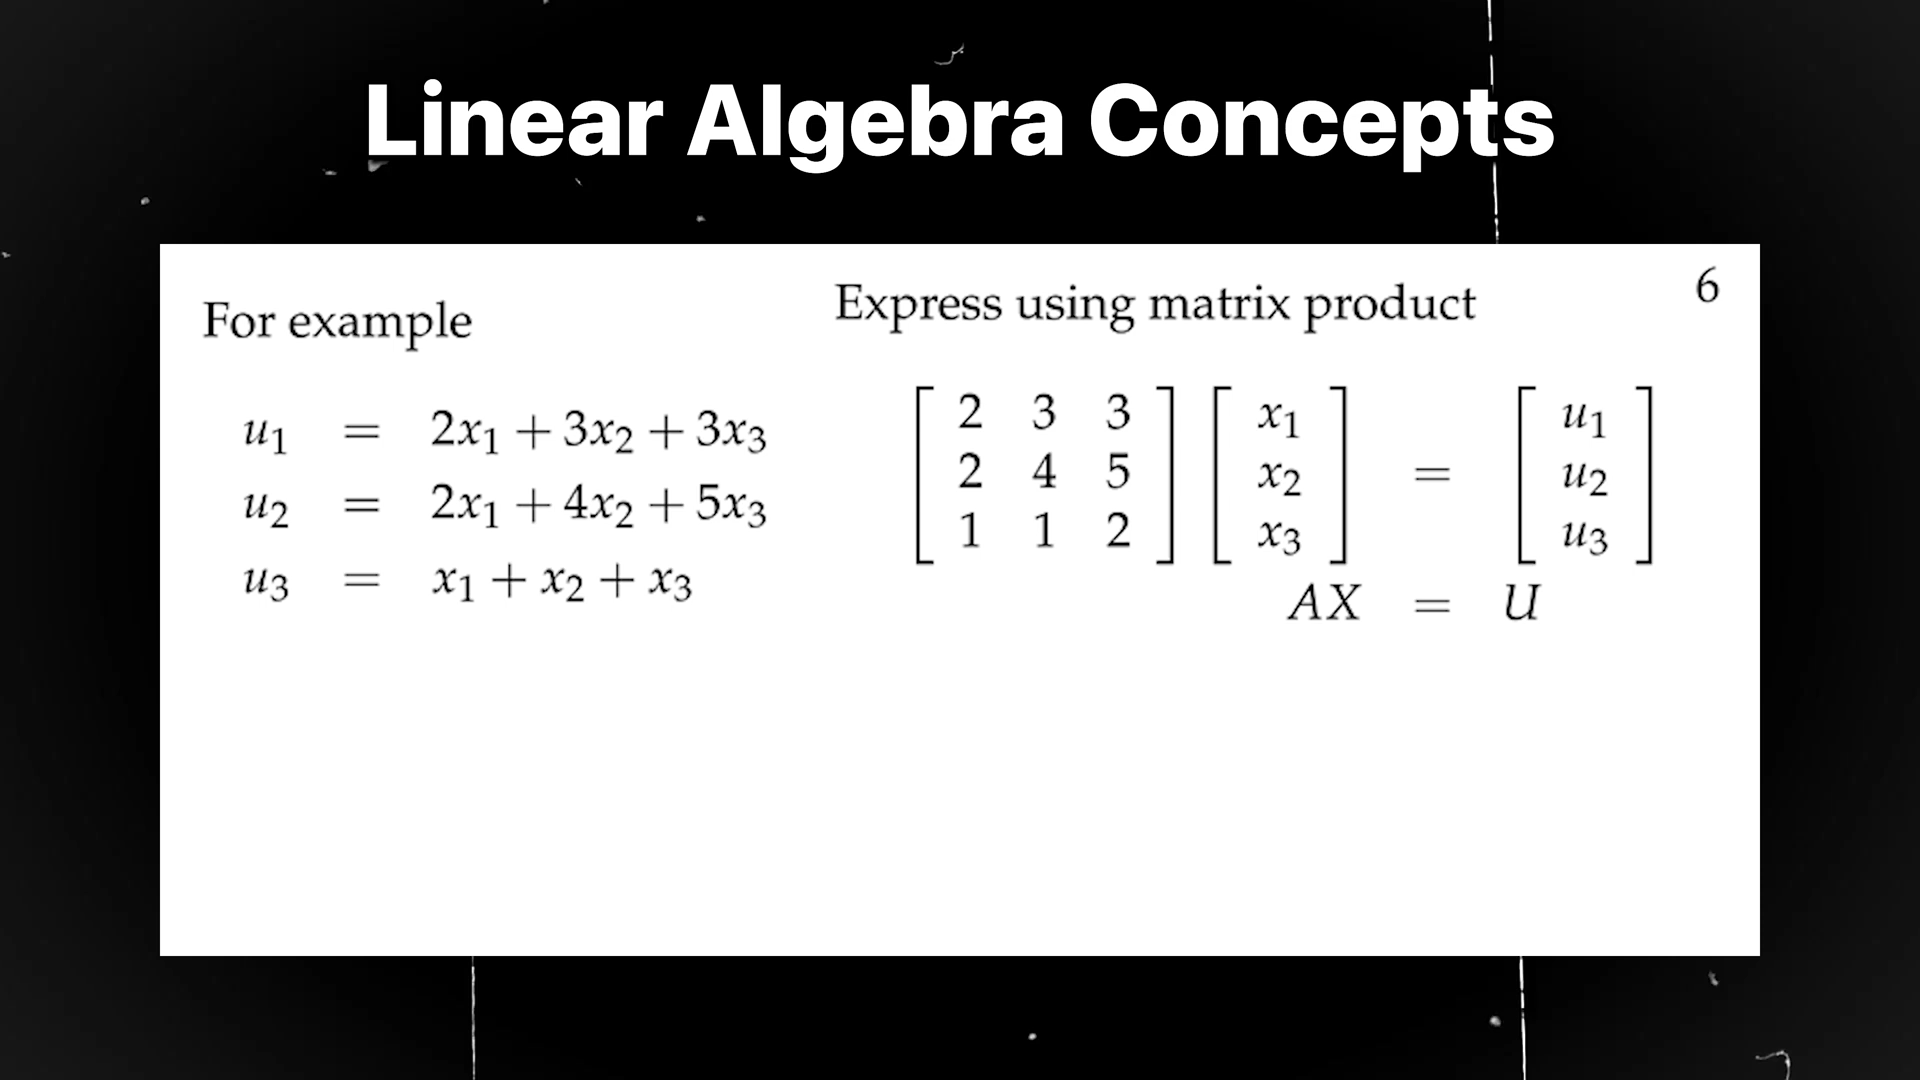 Linear Algebra Concepts
6
For example
u₁ = 2x₁ + 3x₂ + 3x₃
u₂ = 2x₁ + 4x₂ + 5x₃
u₃ = x₁ + x₂ + x₃
Express using matrix product
[ 2 3 3 ] [ x₁ ] = [ u₁ ]
[ 2 4 5 ] [ x₂ ] = [ u₂ ]
[ 1 1 2 ] [ x₃ ] = [ u₃ ]
AX = U